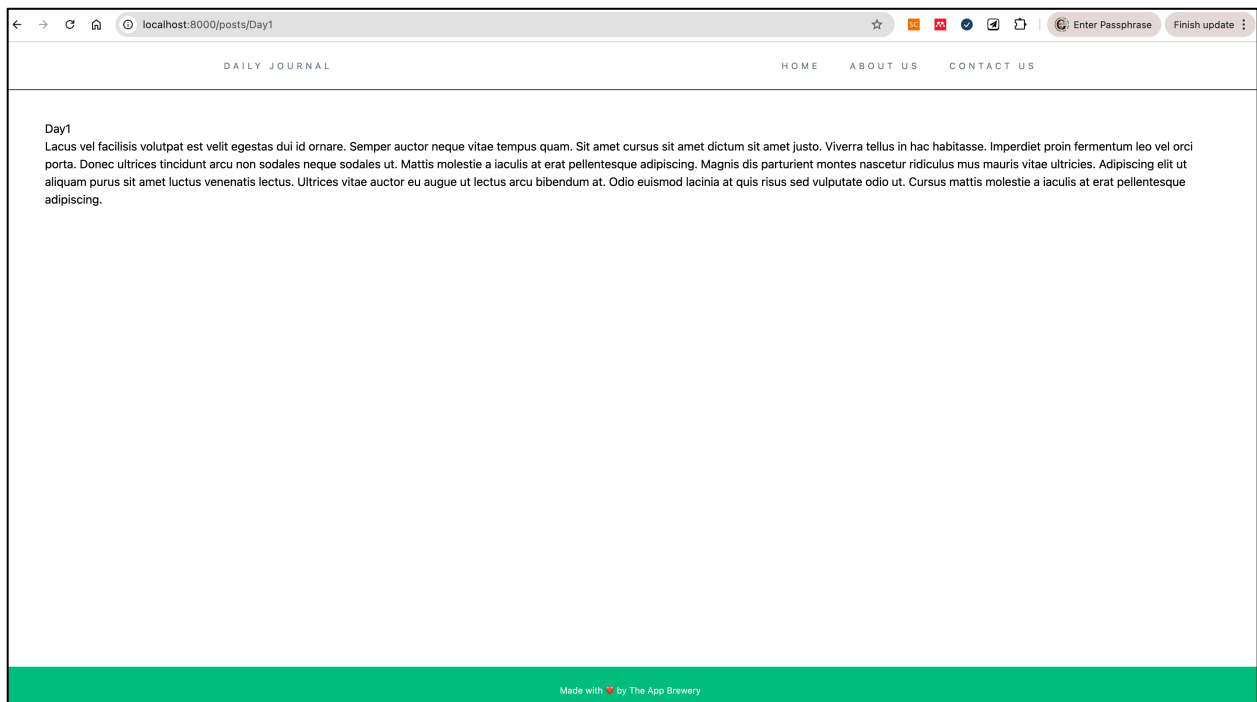 localhost:8000/posts/Day1
SC
Enter Passphrase
Finish update
DAILY JOURNAL
HOME ABOUT US CONTACT US
Day1
Lacus vel facilisis volutpat est velit egestas dui id ornare. Semper auctor neque vitae tempus quam. Sit amet cursus sit amet dictum sit amet justo. Viverra tellus in hac habitasse. Imperdiet proin fermentum leo vel orci
porta. Donec ultrices tincidunt arcu non sodales neque sodales ut. Mattis molestie a iaculis at erat pellentesque adipiscing. Magnis dis parturient montes nascetur ridiculus mus mauris vitae ultricies. Adipiscing elit ut
aliquam purus sit amet luctus venenatis lectus. Ultrices vitae auctor eu augue ut lectus arcu bibendum at. Odio euismod lacinia at quis risus sed vulputate odio ut. Cursus mattis molestie a iaculis at erat pellentesque
adipiscing.
Made with ❤️ by The App Brewery